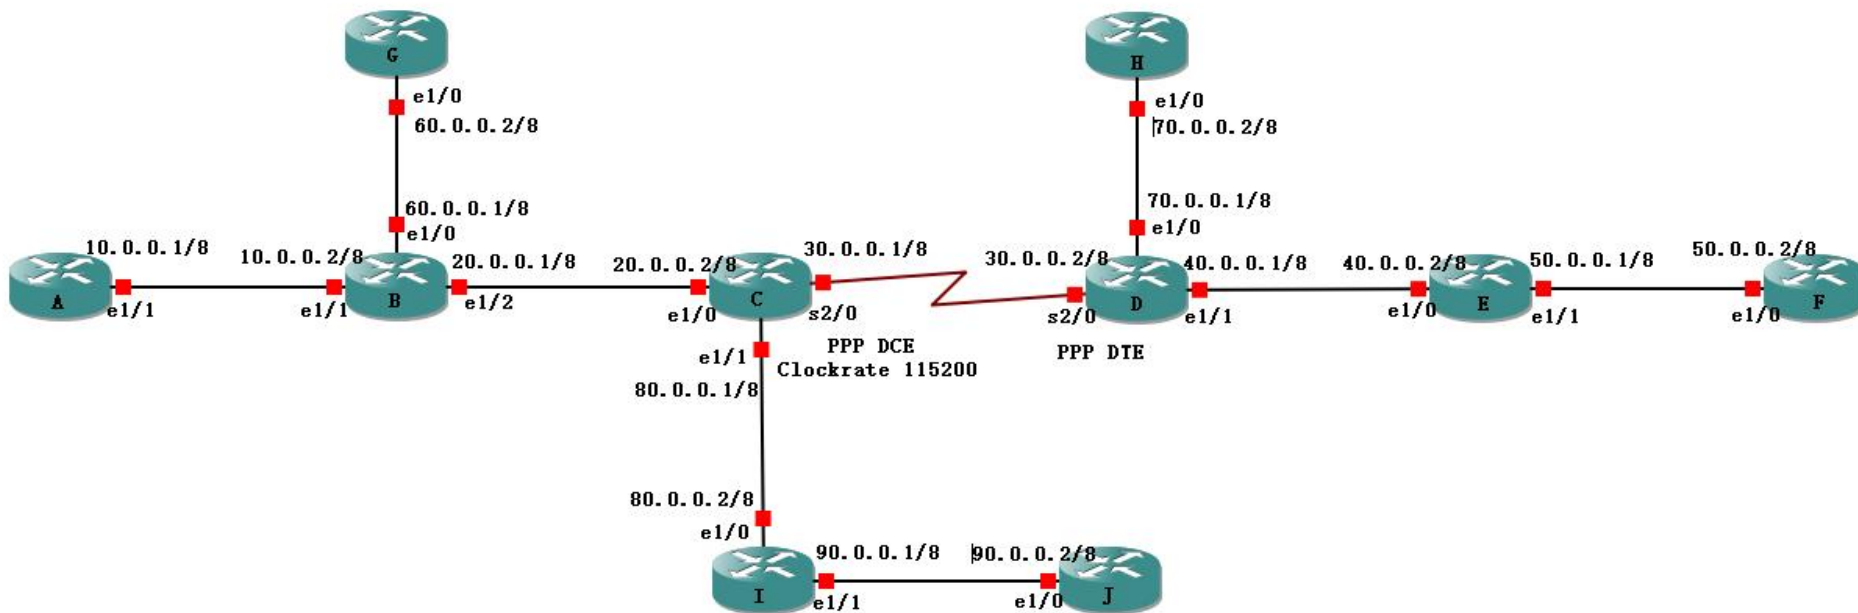 G
e1/0
60.0.0.2/8
60.0.0.1/8
e1/0
H
e1/0
70.0.0.2/8
70.0.0.1/8
e1/0
10.0.0.1/8
A
e1/1
10.0.0.2/8
e1/1
B
20.0.0.1/8
e1/2
20.0.0.2/8
e1/0
C
30.0.0.1/8
s2/0
30.0.0.2/8
s2/0
D
40.0.0.1/8
e1/1
40.0.0.2/8
e1/0
E
50.0.0.1/8
e1/1
50.0.0.2/8
e1/0
F
PPP DCE
Clockrate 115200
PPP DTE
e1/1
80.0.0.1/8
80.0.0.2/8
e1/0
I
90.0.0.1/8
e1/1
90.0.0.2/8
e1/0
J